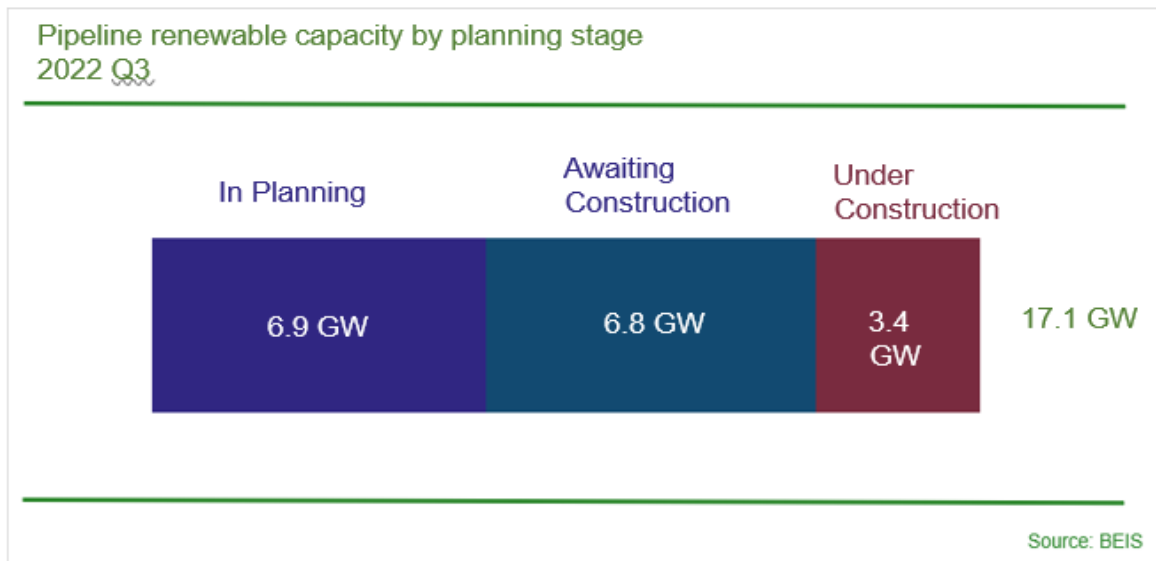 Pipeline renewable capacity by planning stage
2022 Q3
In Planning
Awaiting
Construction
Under
Construction
6.9 GW
6.8 GW
3.4
GW
17.1 GW
Source: BEIS